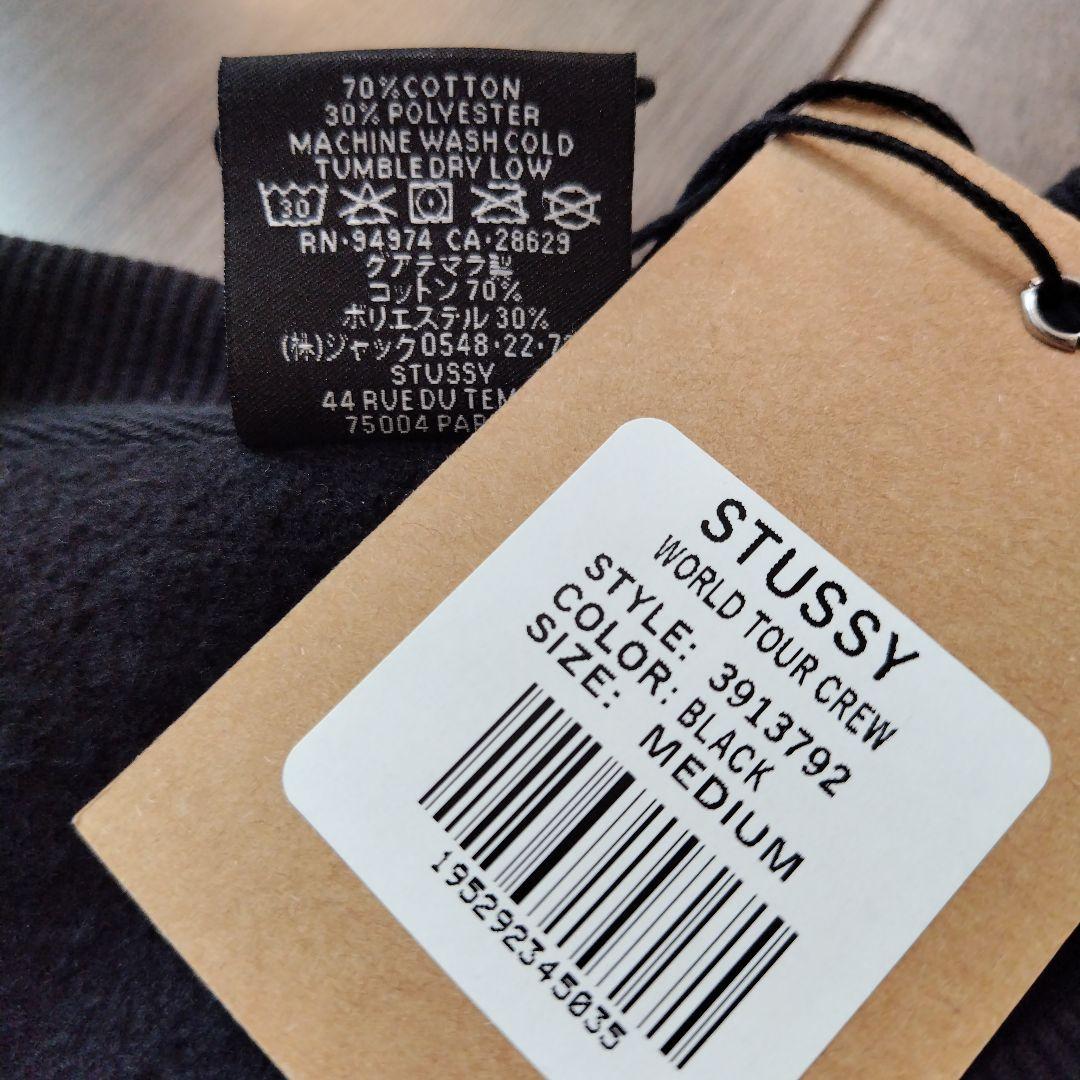 70%COTTON
30% POLYESTER
MACHINE WASH COLD
TUMBLE DRY LOW
30
RN·94974 CA·28629
グアテマラ製
コットン 70%
ポリエステル 30%
(株)ジャック0548·22·7
STUSSY
44 RUE DU
75004
STUSSY
WORLD TOUR CREW
STYLE: 3913792
COLOR: BLACK
SIZE: MEDIUM
195292345035